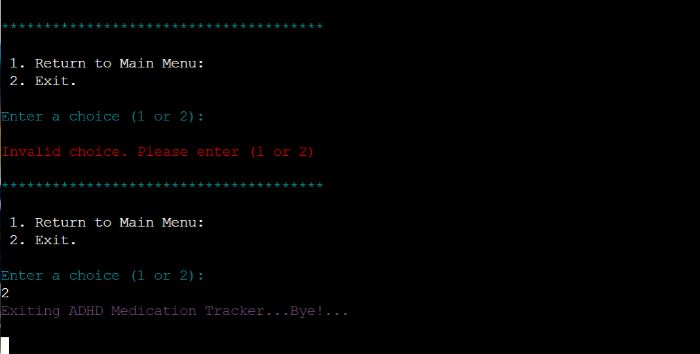 **************************************
1. Return to Main Menu:
2. Exit.
Enter a choice (1 or 2):
Invalid choice. Please enter (1 or 2)
**************************************
1. Return to Main Menu:
2. Exit.
Enter a choice (1 or 2):
2
Exiting ADHD Medication Tracker...Bye!...